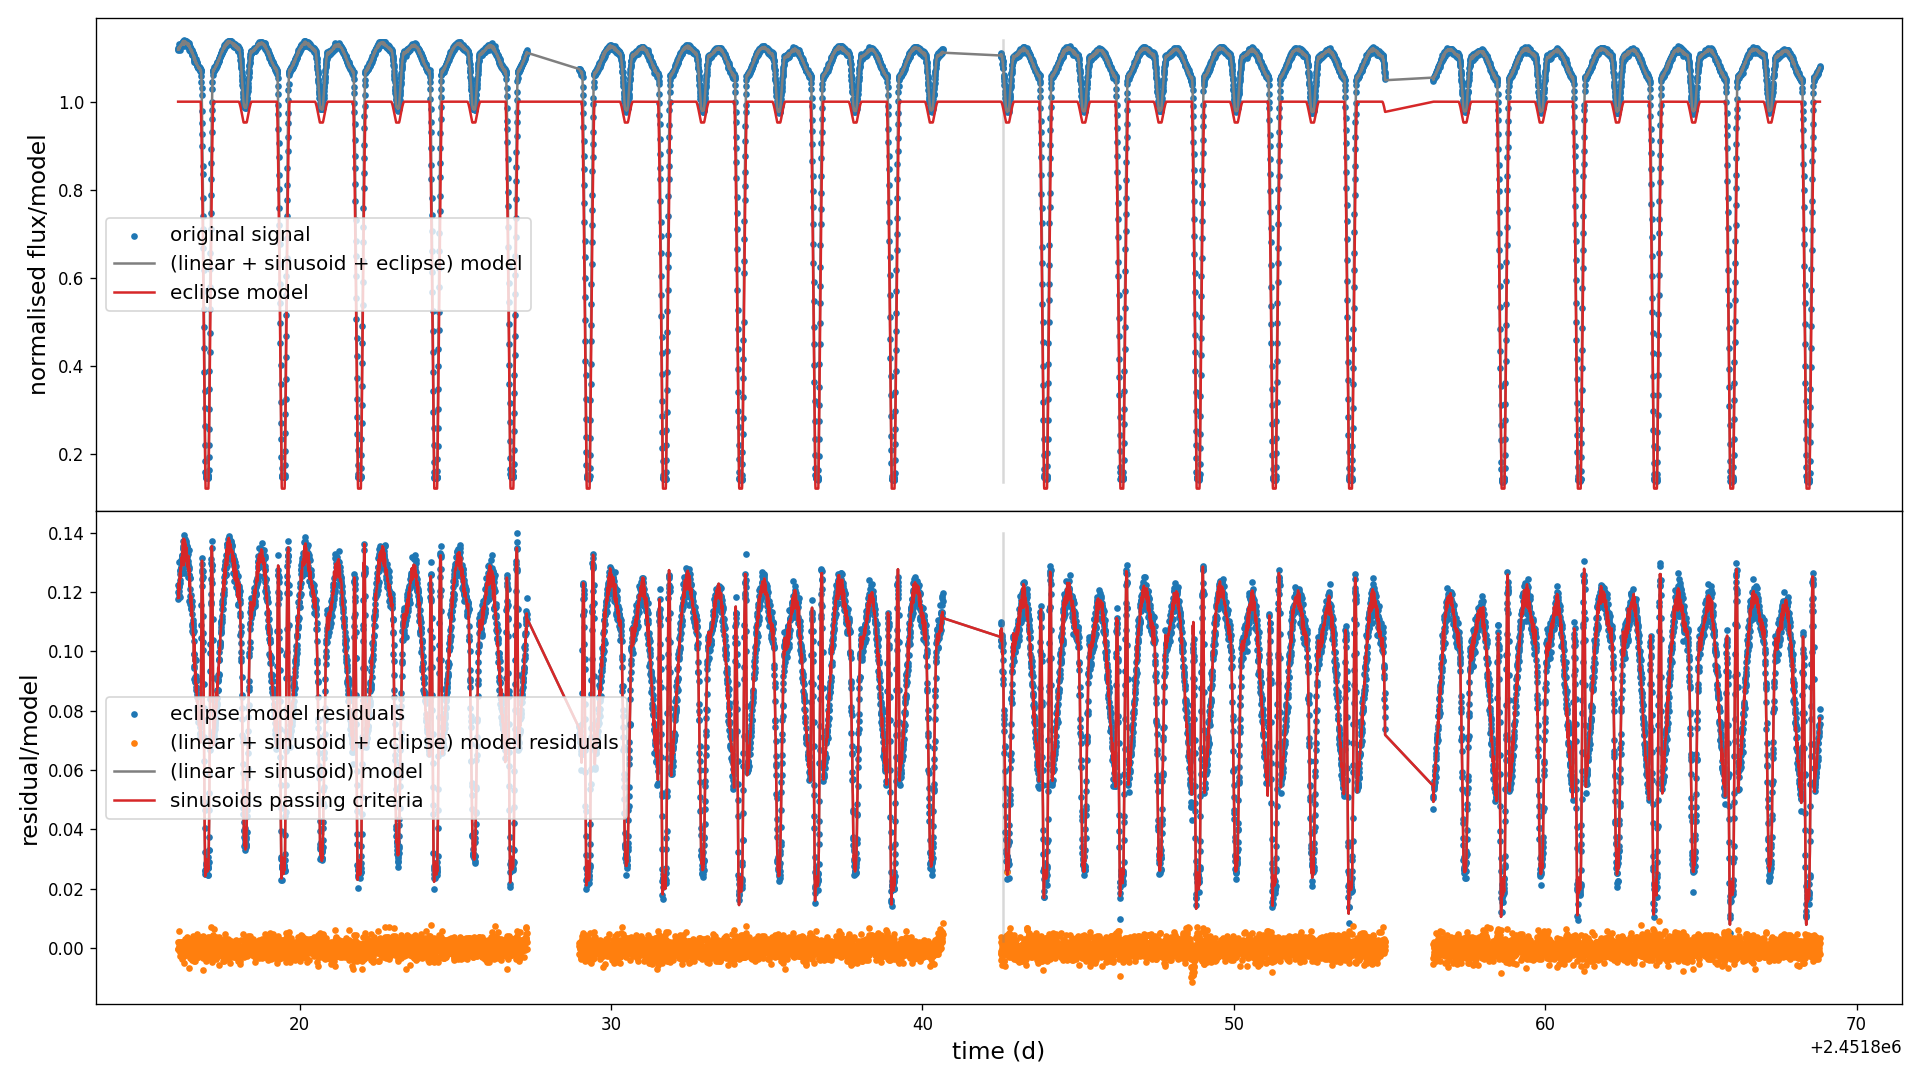 1.0
0.8
0.6
0.4
0.2
normalised flux/model
original signal
(linear + sinusoid + eclipse) model
eclipse model
0.14
0.12
0.10
0.08
0.06
0.04
0.02
0.00
residual/model
eclipse model residuals
(linear + sinusoid + eclipse) model residuals
(linear + sinusoid) model
sinusoids passing criteria
20 30 40 50 60 70
time (d)
+2.4518e6